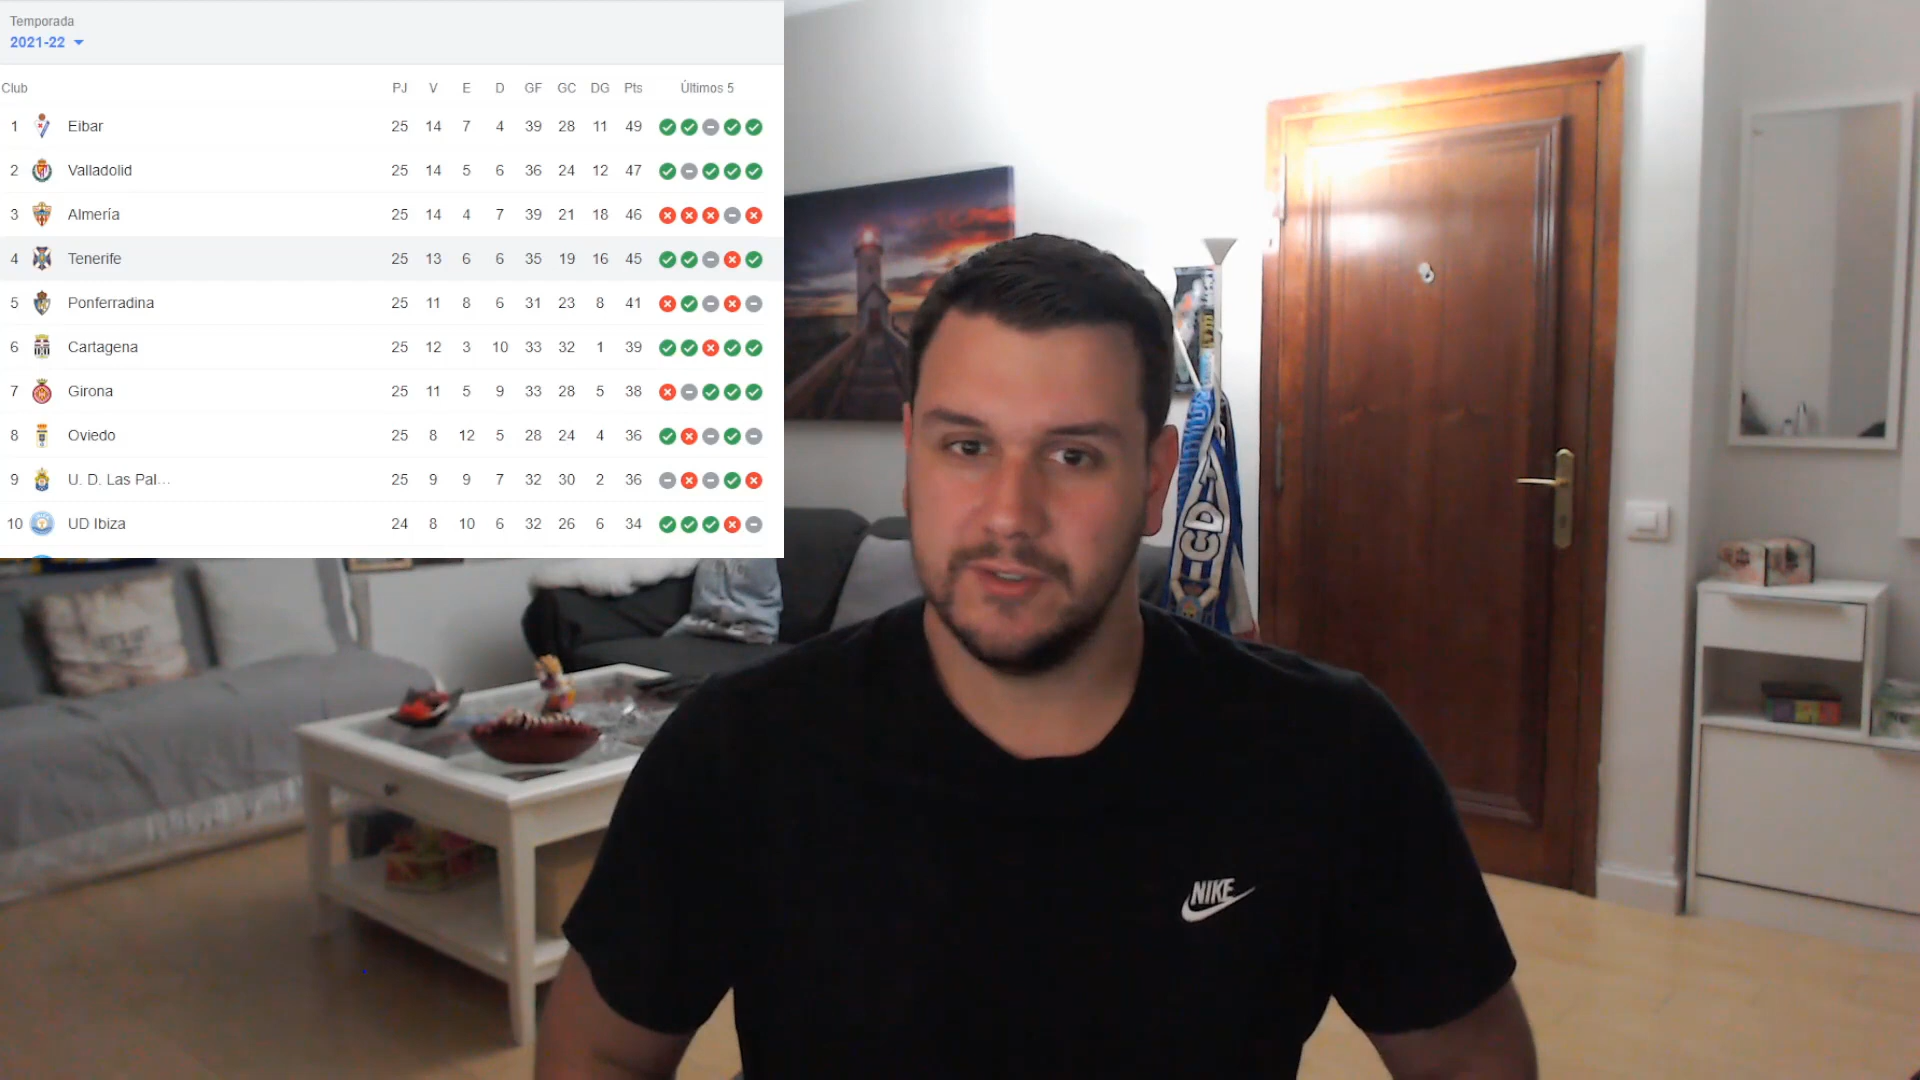 Temporada
2021-22
Club PJ V E D GF GC DG Pts Últimos 5
1 Eibar 25 14 7 4 39 28 11 49
2 Valladolid 25 14 5 6 36 24 12 47
3 Almería 25 14 4 7 39 21 18 46
4 Tenerife 25 13 6 6 35 19 16 45
5 Ponferradina 25 11 8 6 31 23 8 41
6 Cartagena 25 12 3 10 33 32 1 39
7 Girona 25 11 5 9 33 28 5 38
8 Oviedo 25 8 12 5 28 24 4 36
9 U. D. Las Pal... 25 9 9 7 32 30 2 36
10 UD Ibiza 24 8 10 6 32 26 6 34
NIKE